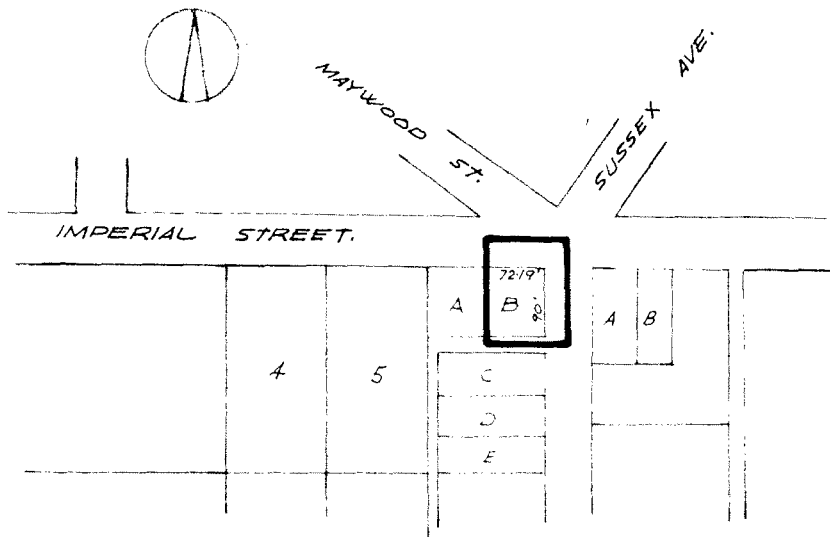 MAYWOOD ST.
SUSSEX AVE.
IMPERIAL STREET.
72.19'
A B 90' A B
4 5 C
D
E